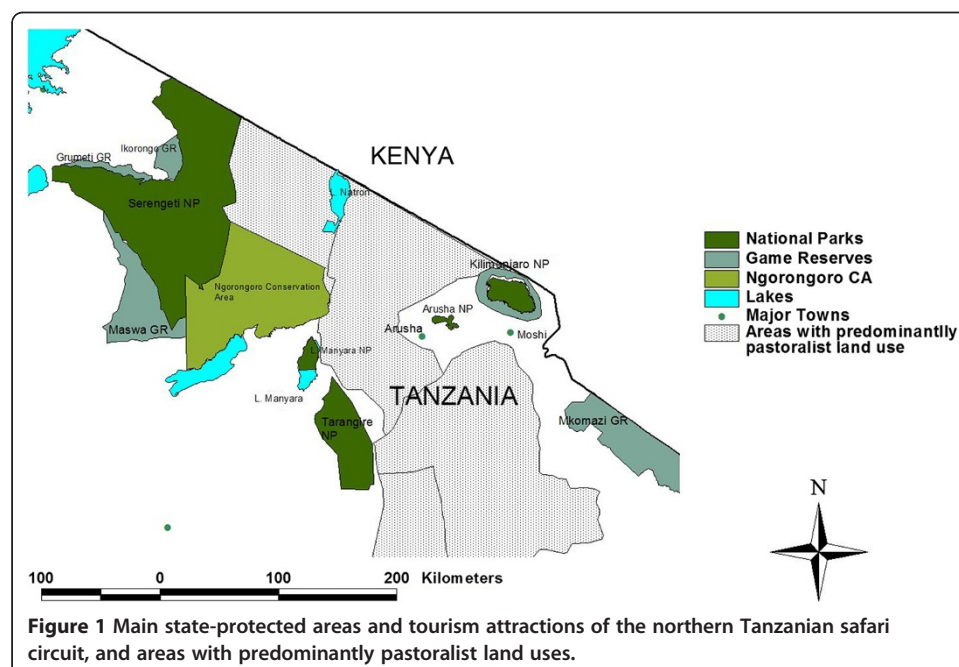 KENYA
Ikorongo GR
Grumeti GR
Serengeti NP
L. Natron
Kilimanjaro NP
Ngorongoro Conservation
Area
Arusha NP
Arusha
Moshi
Maswa GR
L. Manyara NP
L. Manyara
TANZANIA
Tarangire
NP
Mkomazi GR
National Parks
Game Reserves
Ngorongoro CA
Lakes
Major Towns
Areas with predominantlly
pastoralist land use
N
100 0 100 200 Kilometers
Figure 1 Main state-protected areas and tourism attractions of the northern Tanzanian safari
circuit, and areas with predominantly pastoralist land uses.